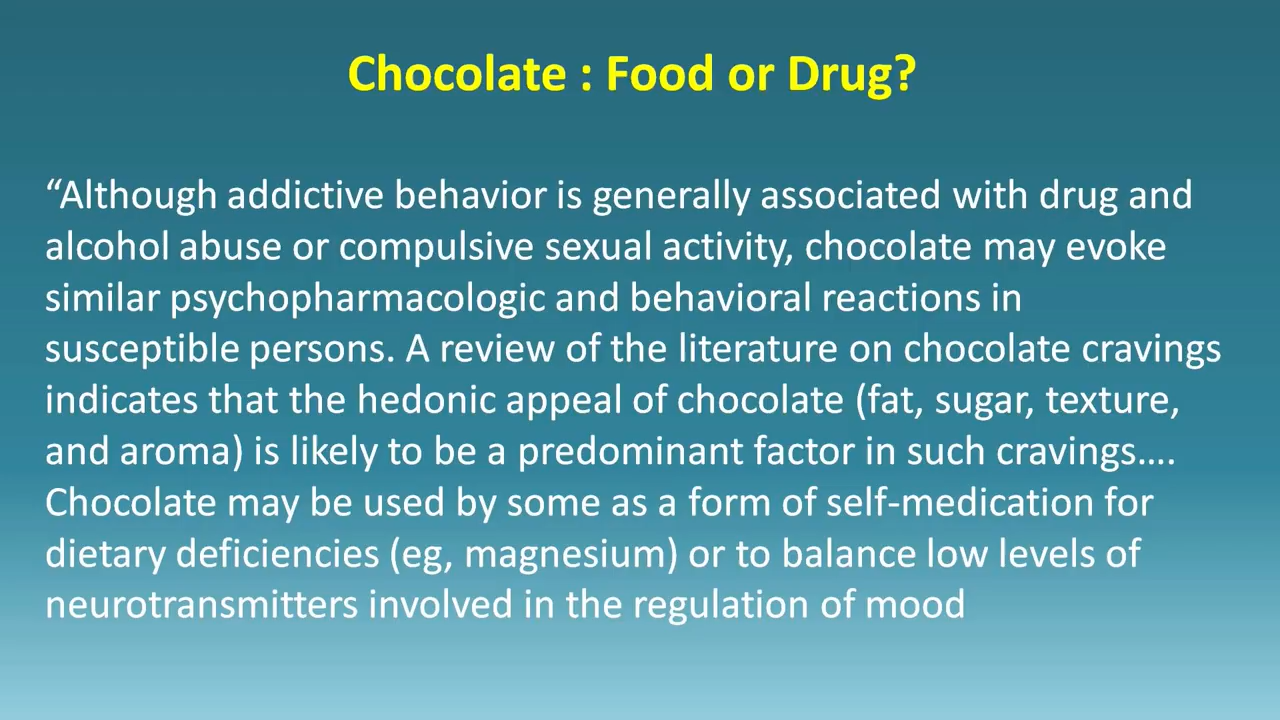 Chocolate : Food or Drug?
“Although addictive behavior is generally associated with drug and
alcohol abuse or compulsive sexual activity, chocolate may evoke
similar psychopharmacologic and behavioral reactions in
susceptible persons. A review of the literature on chocolate cravings
indicates that the hedonic appeal of chocolate (fat, sugar, texture,
and aroma) is likely to be a predominant factor in such cravings….
Chocolate may be used by some as a form of self-medication for
dietary deficiencies (eg, magnesium) or to balance low levels of
neurotransmitters involved in the regulation of mood